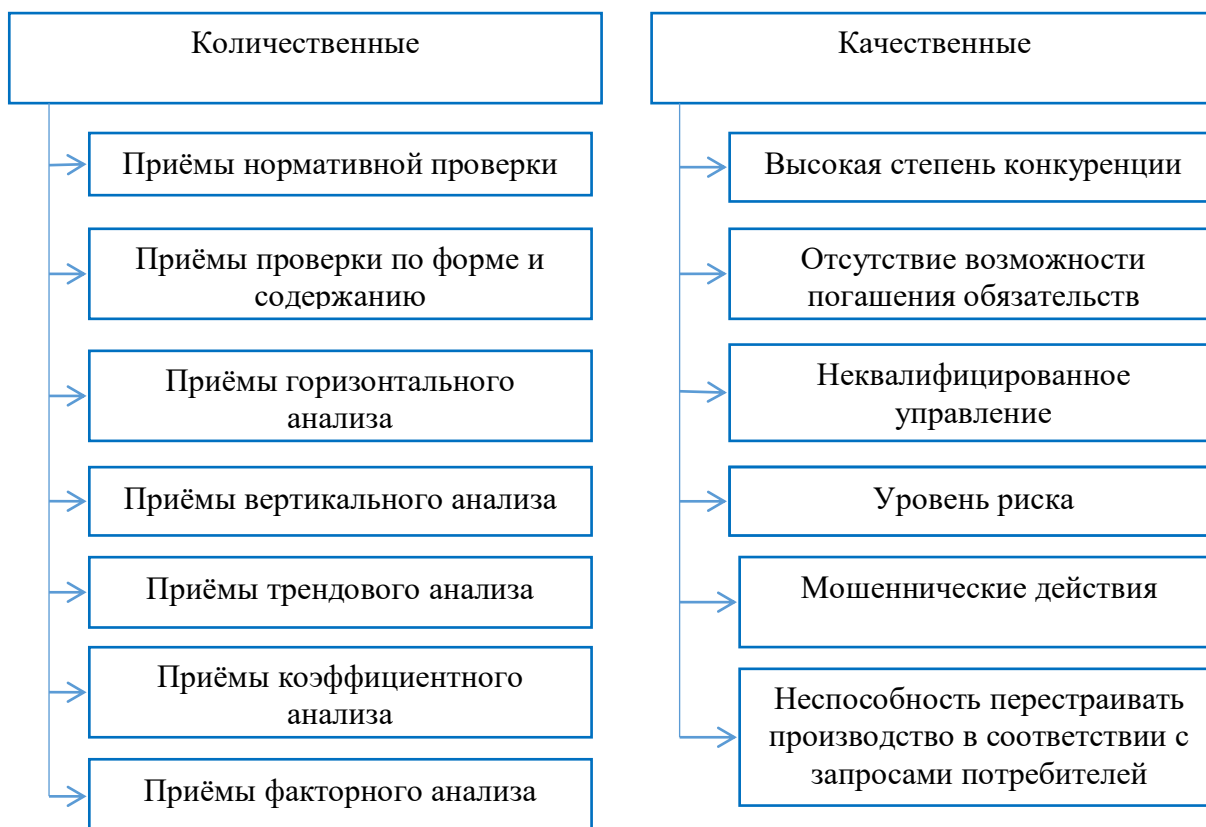 Количественные
Приёмы нормативной проверки
Приёмы проверки по форме и
содержанию
Приёмы горизонтального
анализа
Приёмы вертикального анализа
Приёмы трендового анализа
Приёмы коэффициентного
анализа
Приёмы факторного анализа
Качественные
Высокая степень конкуренции
Отсутствие возможности
погашения обязательств
Неквалифицированное
управление
Уровень риска
Мошеннические действия
Неспособность перестраивать
производство в соответствии с
запросами потребителей